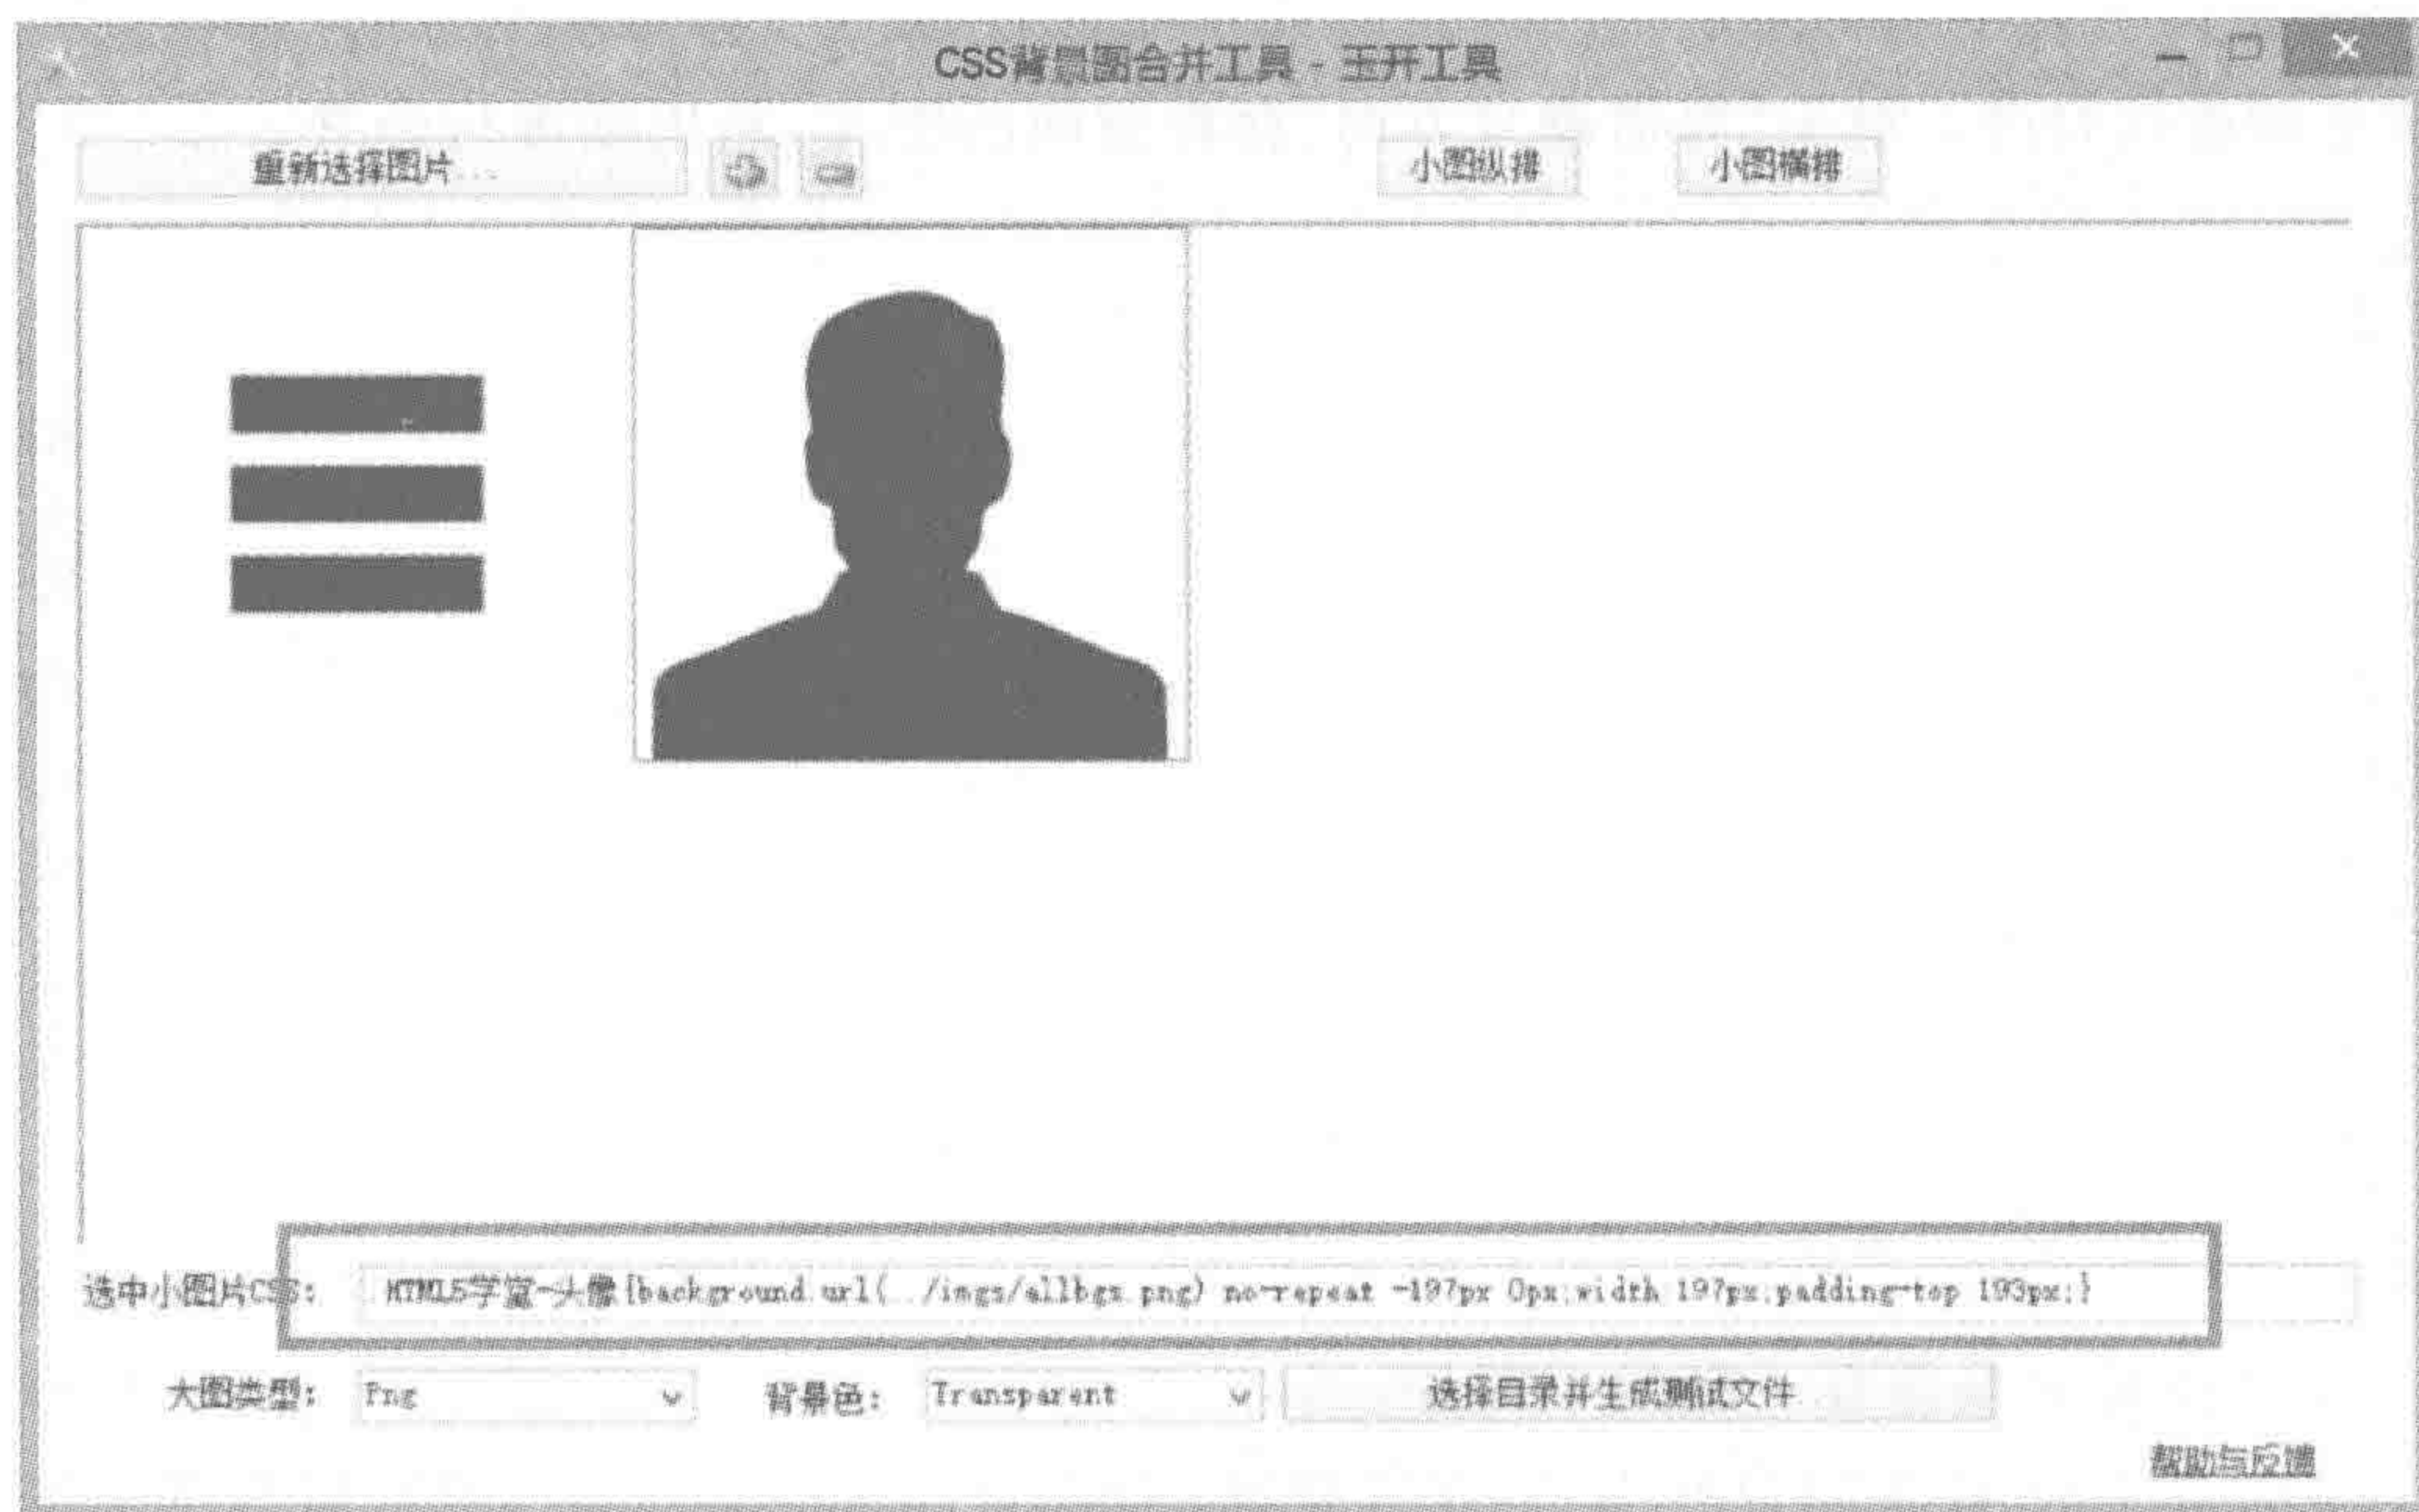 CSS背景图合并工具 - 玉开工具
重新选择图片...
小图纵排
小图横排
选中小图片CSS: .HTML5学堂-头像{background:url(../imgs/allbgs.png) no-repeat -197px 0px;width:197px;padding-top:193px;}
大图类型: Png 背景色: Transparent 选择目录并生成测试文件...
帮助与反馈